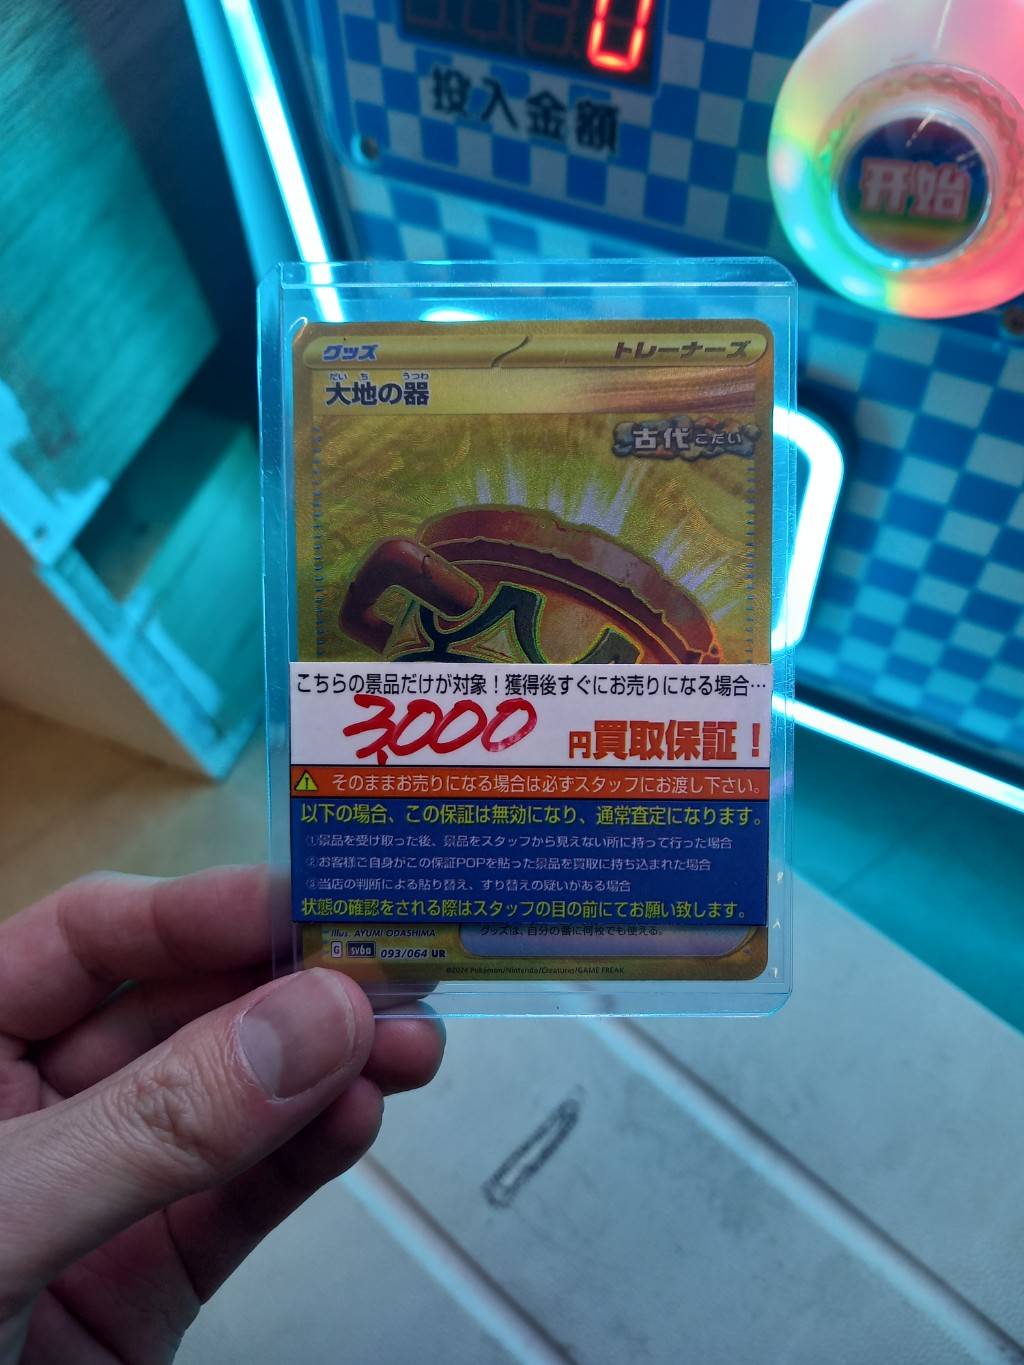 0
投入金額
开始
グッズ
トレーナーズ
だいち うつわ
大地の器
古代こだい
こちらの景品だけが対象！獲得後すぐにお売りになる場合…
3,000
円買取保証！
そのままお売りになる場合は必ずスタッフにお渡し下さい。
以下の場合、この保証は無効になり、通常査定になります。
①景品を受け取った後、景品をスタッフから見えない所に持って行った場合
②お客様ご自身がこの保証POPを貼った景品を買取に持ち込まれた場合
③当店の判断による貼り替え、すり替えの疑いがある場合
状態の確認をされる際はスタッフの目の前にてお願い致します。
Illus. AYUMI ODASHIMA
グッズは、自分の番に何枚でも使える。
G sv6a 093/064 UR
©2024 Pokémon/Nintendo/Creatures/GAME FREAK